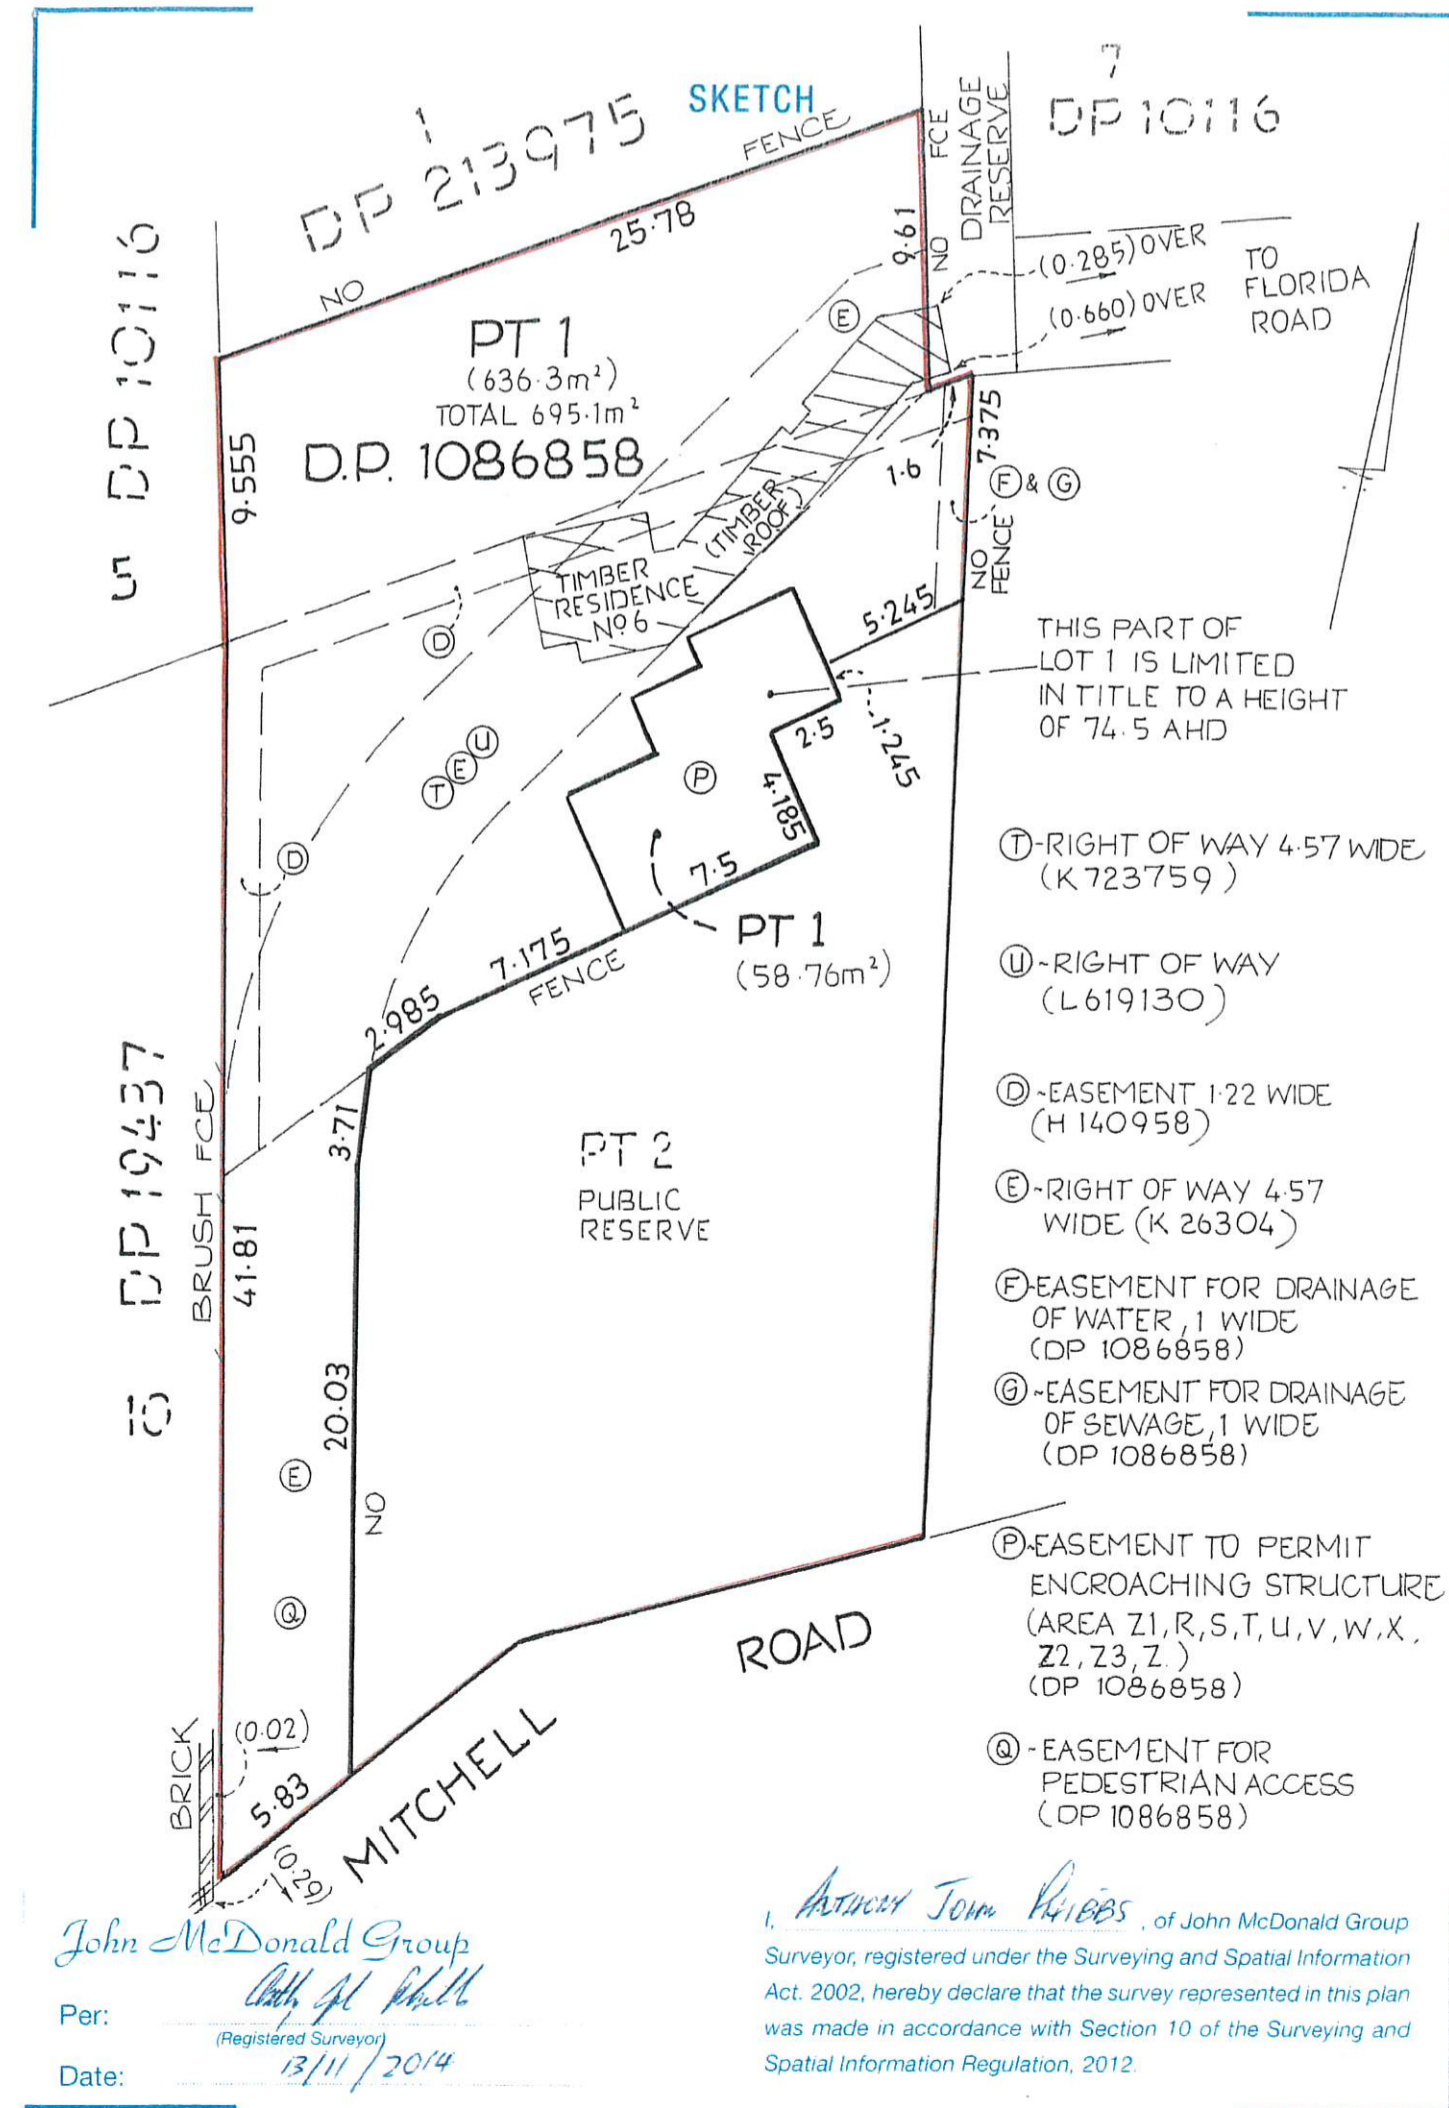 SKETCH
7
DP 10116
1
DP 213975
NO
FENCE
25.78
NO FCE
9.61
DRAINAGE
RESERVE
(0.285) OVER
(0.660) OVER
TO
FLORIDA
ROAD
5 DP 10116
PT 1
(636.3m²)
TOTAL 695.1m²
D.P. 1086858
E
9.555
1.6
7.375
F & G
NO
FENCE
(TIMBER
ROOF)
TIMBER
RESIDENCE
Nº6
D
5.245
THIS PART OF
LOT 1 IS LIMITED
IN TITLE TO A HEIGHT
OF 74.5 AHD
1.245
2.5
4.185
T E U
P
D
7.5
PT 1
(58.76m²)
7.175
FENCE
2.985
3.71
T-RIGHT OF WAY 4.57 WIDE
(K723759)
U-RIGHT OF WAY
(L619130)
D-EASEMENT 1.22 WIDE
(H 140958)
E-RIGHT OF WAY 4.57
WIDE (K 26304)
F-EASEMENT FOR DRAINAGE
OF WATER, 1 WIDE
(DP 1086858)
G-EASEMENT FOR DRAINAGE
OF SEWAGE, 1 WIDE
(DP 1086858)
P-EASEMENT TO PERMIT
ENCROACHING STRUCTURE
(AREA Z1, R, S, T, U, V, W, X,
Z2, Z3, Z.)
(DP 1086858)
Q-EASEMENT FOR
PEDESTRIAN ACCESS
(DP 1086858)
PT 2
PUBLIC
RESERVE
10 DP 19437
BRUSH FCE
41.81
20.03
NO
E
Q
BRICK
(0.02)
5.83
(0.29)
MITCHELL ROAD
John McDonald Group
Per:
(Registered Surveyor)
Date: 13/11/2014
I, ANTHONY JOHN PHIBBS, of John McDonald Group
Surveyor, registered under the Surveying and Spatial Information
Act. 2002, hereby declare that the survey represented in this plan
was made in accordance with Section 10 of the Surveying and
Spatial Information Regulation, 2012.